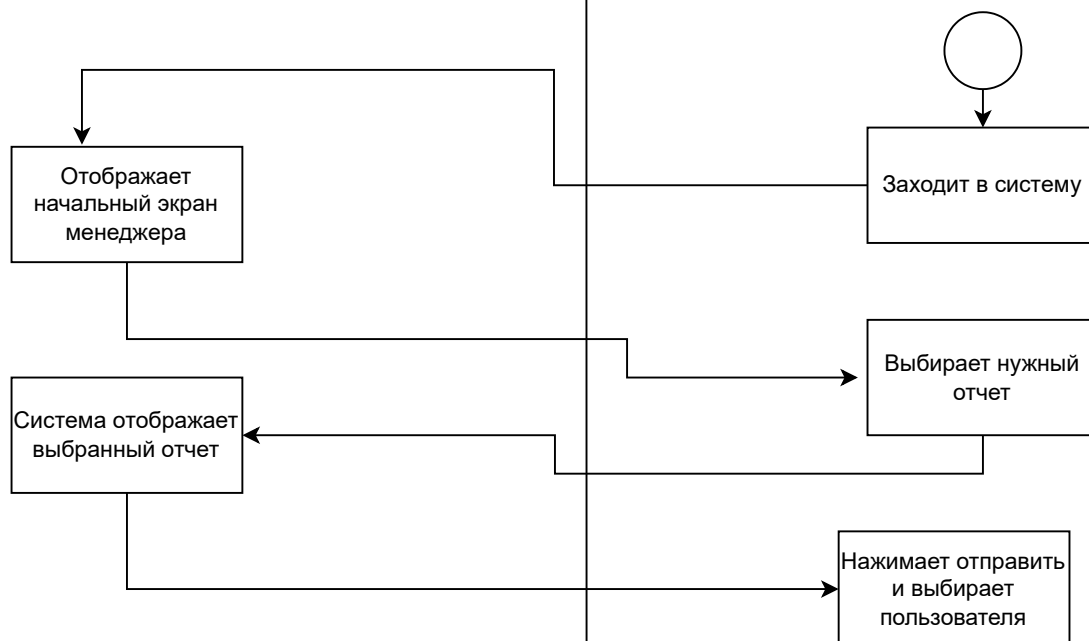 Заходит в систему
Отображает
начальный экран
менеджера
Выбирает нужный
отчет
Система отображает
выбранный отчет
Нажимает отправить
и выбирает
пользователя